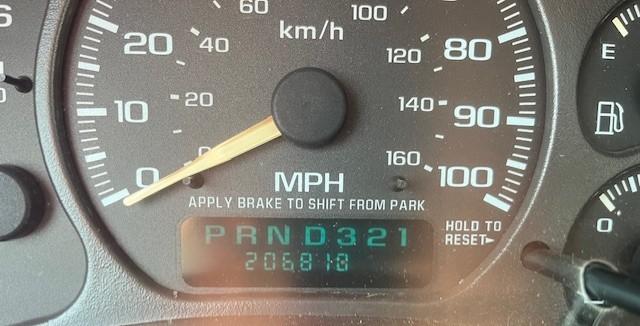 6
60 100
km/h
20 40 120 80
20 140
10 90
0 0 160 100
MPH
APPLY BRAKE TO SHIFT FROM PARK
PRND321
HOLD TO
RESET
E
0